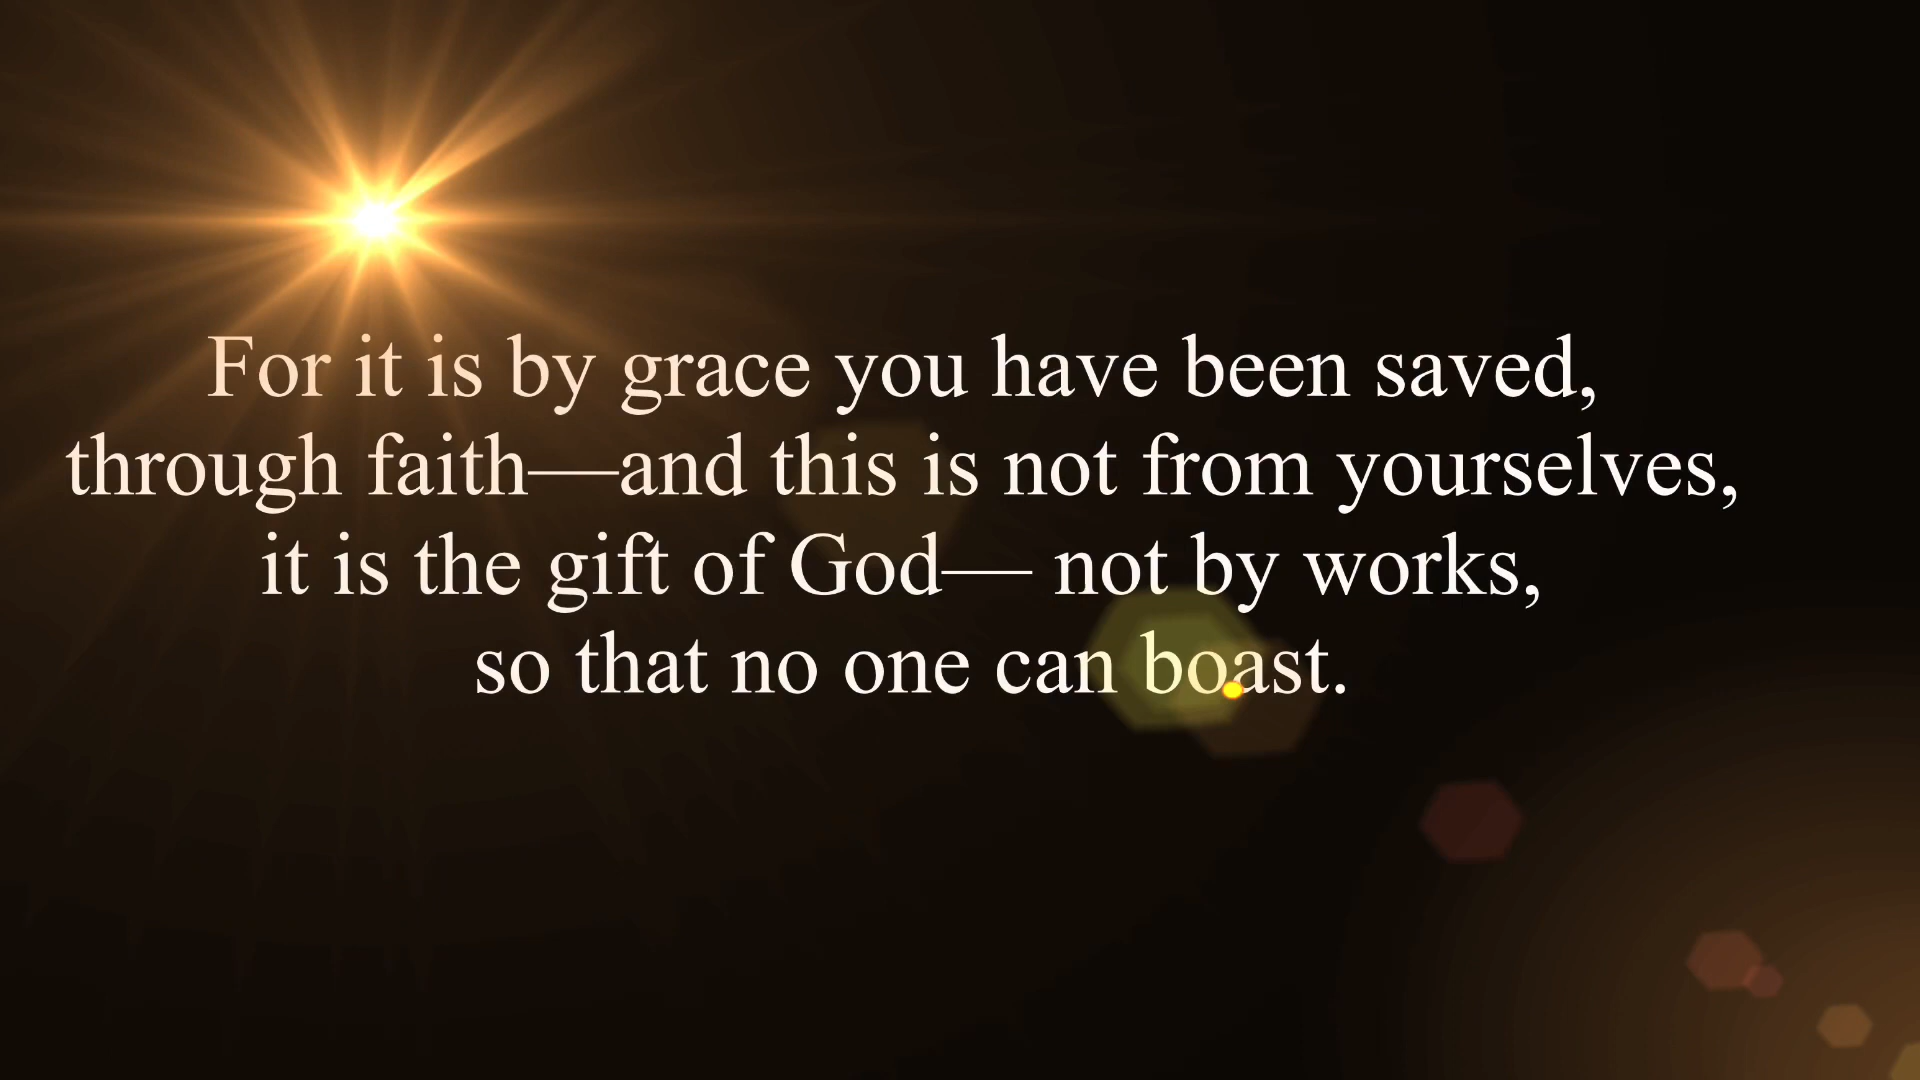 For it is by grace you have been saved,
through faith—and this is not from yourselves,
it is the gift of God— not by works,
so that no one can boast.